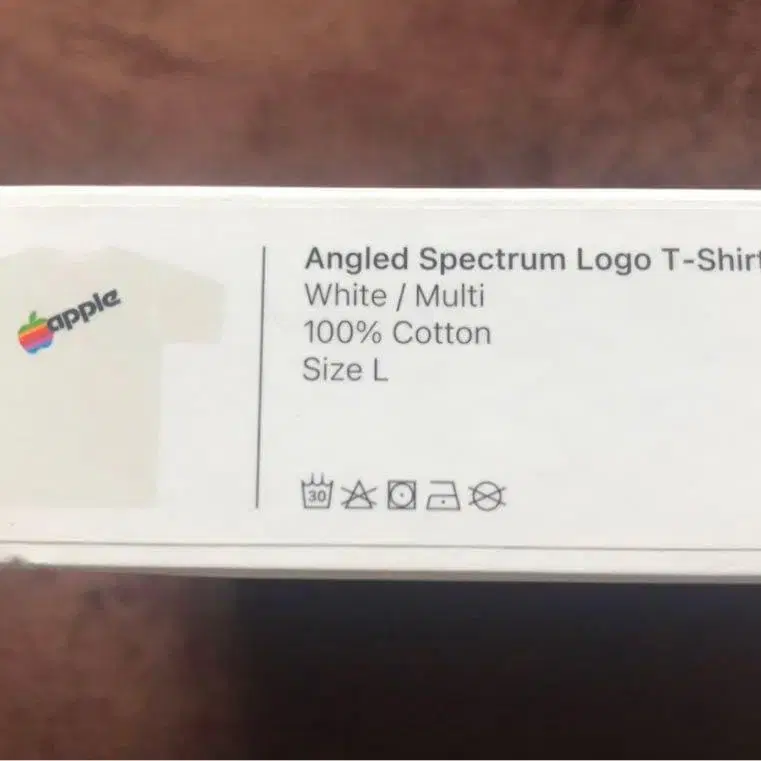 apple
Angled Spectrum Logo T-Shirt
White / Multi
100% Cotton
Size L
30